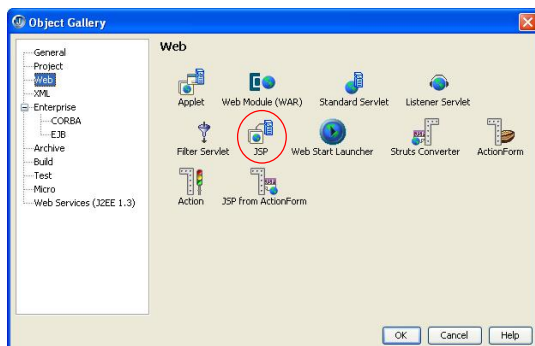 Object Gallery
General
Project
Web
XML
Enterprise
CORBA
EJB
Archive
Build
Test
Micro
Web Services (J2EE 1.3)
Web
Applet Web Module (WAR) Standard Servlet Listener Servlet
Filter Servlet JSP Web Start Launcher Struts Converter ActionForm
Action JSP from ActionForm
OK Cancel Help